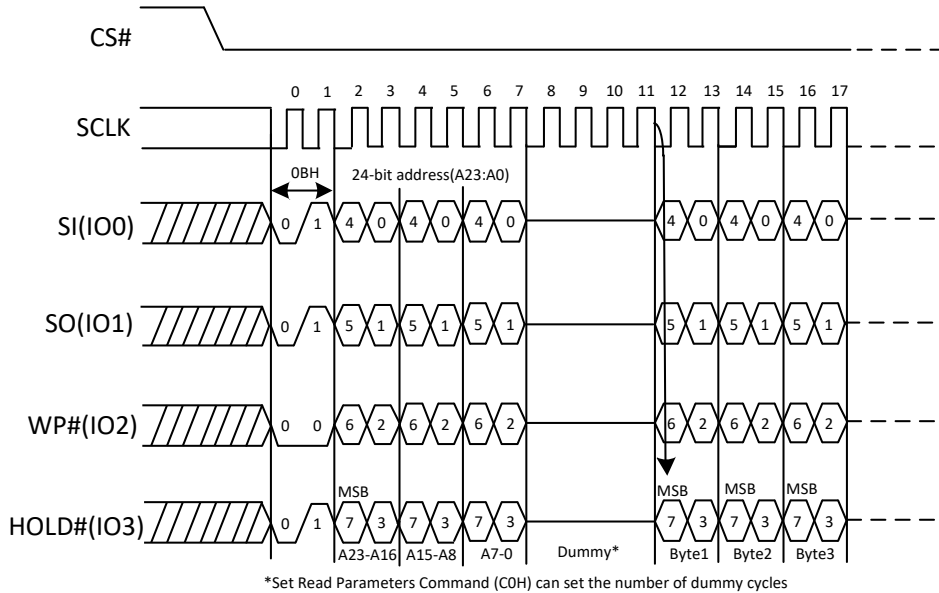 CS#
0 1 2 3 4 5 6 7 8 9 10 11 12 13 14 15 16 17
SCLK
0BH 24-bit address(A23:A0)
SI(IO0) 0 1 4 0 4 0 4 0 4 0 4 0 4 0
SO(IO1) 0 1 5 1 5 1 5 1 5 1 5 1 5 1
WP#(IO2) 0 0 6 2 6 2 6 2 6 2 6 2 6 2
MSB MSB MSB MSB
HOLD#(IO3) 0 1 7 3 7 3 7 3 7 3 7 3 7 3
A23-A16 A15-A8 A7-0 Dummy* Byte1 Byte2 Byte3
*Set Read Parameters Command (C0H) can set the number of dummy cycles